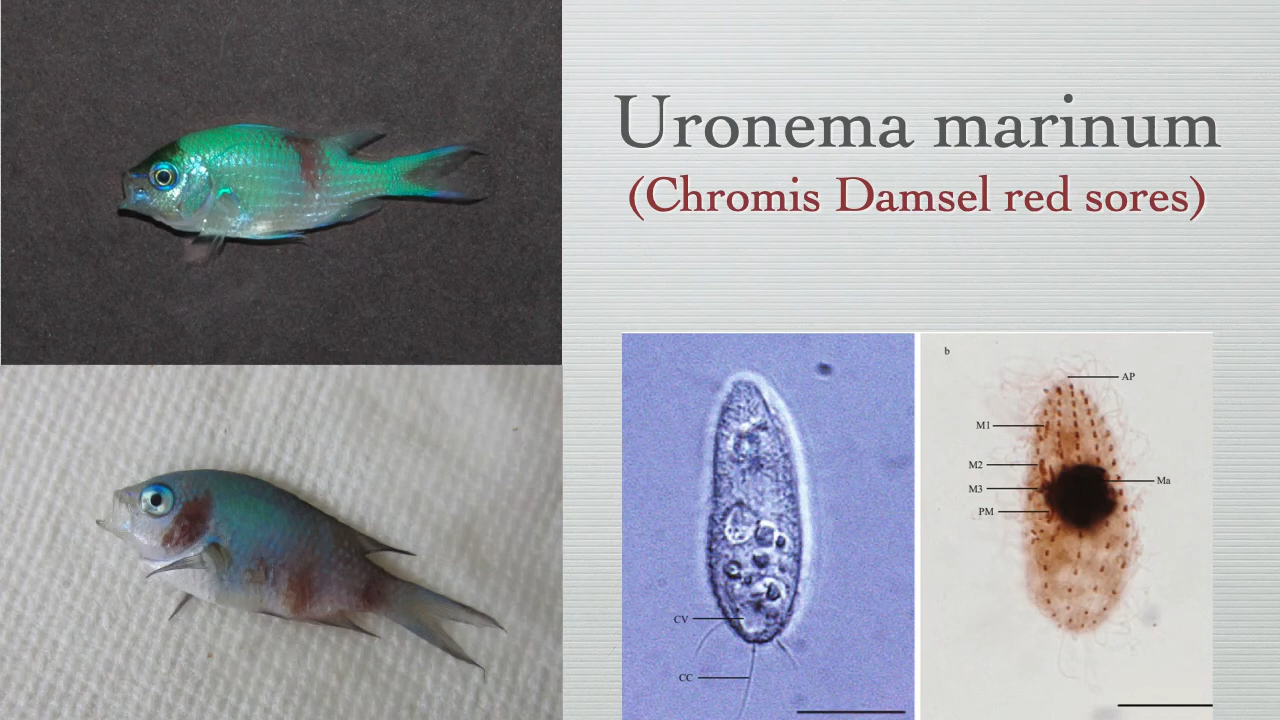 Uronema marinum
(Chromis Damsel red sores)
CV
CC
b
AP
M1
M2
M3
Ma
PM